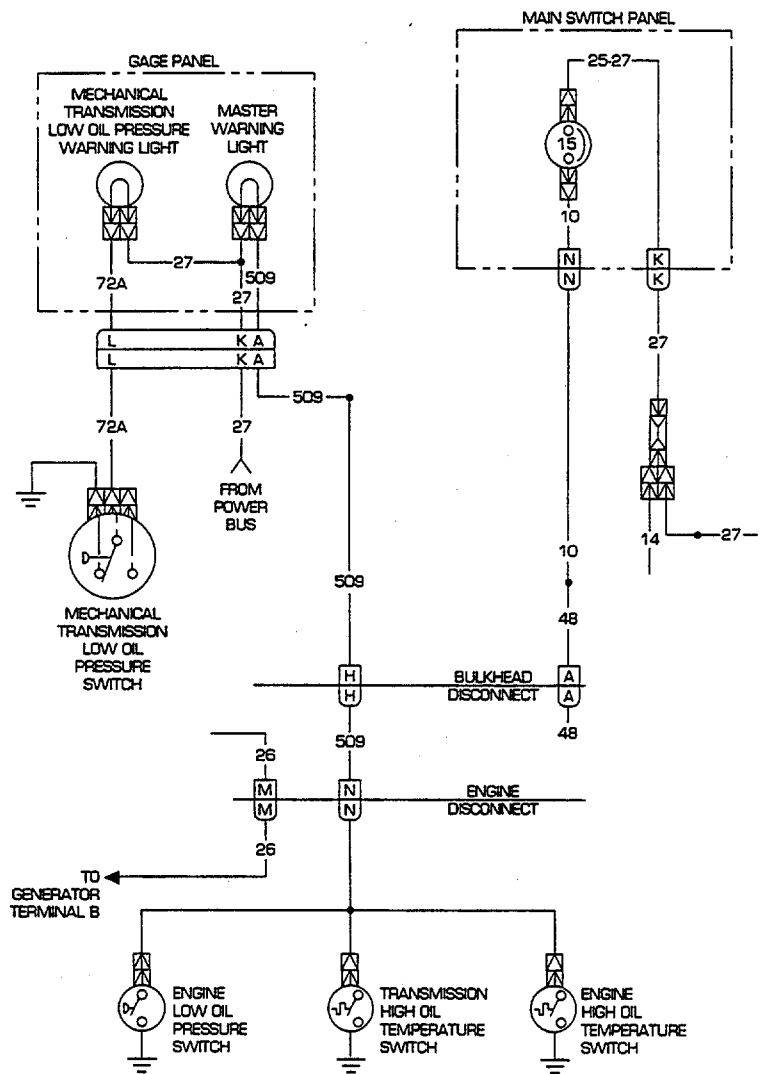 MAIN SWITCH PANEL
GAGE PANEL
25-27
MECHANICAL
TRANSMISSION
LOW OIL PRESSURE
WARNING LIGHT
MASTER
WARNING
LIGHT
15
10
27
72A
509
27
N
N
K
K
L
K A
L
K A
27
509
72A
27
FROM
POWER
BUS
14
27
10
509
MECHANICAL
TRANSMISSION
LOW OIL
PRESSURE
SWITCH
48
H
H
BULKHEAD
DISCONNECT
A
A
48
509
26
M
M
N
N
ENGINE
DISCONNECT
26
TO
GENERATOR
TERMINAL B
ENGINE
LOW OIL
PRESSURE
SWITCH
TRANSMISSION
HIGH OIL
TEMPERATURE
SWITCH
ENGINE
HIGH OIL
TEMPERATURE
SWITCH